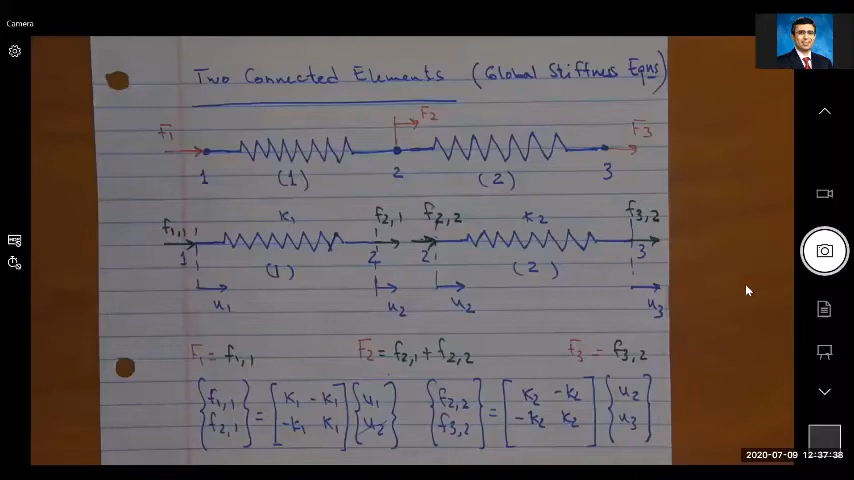 Camera
Two Connected Elements (Global Stiffness Eqns)
F1 F2 F3
1 (1) 2 (2) 3
f1,1 K1 f2,1 f2,2 K2 f3,2
1 (1) 2 2 (2) 3
u1 u2 u2 u3
F1 = f1,1 F2 = f2,1 + f2,2 F3 = f3,2
{f1,1 f2,1} = [K1 -K1 -K1 K1] {u1 u2} {f2,2 f3,2} = [K2 -K2 -K2 K2] {u2 u3}
2020-07-09 12:37:38